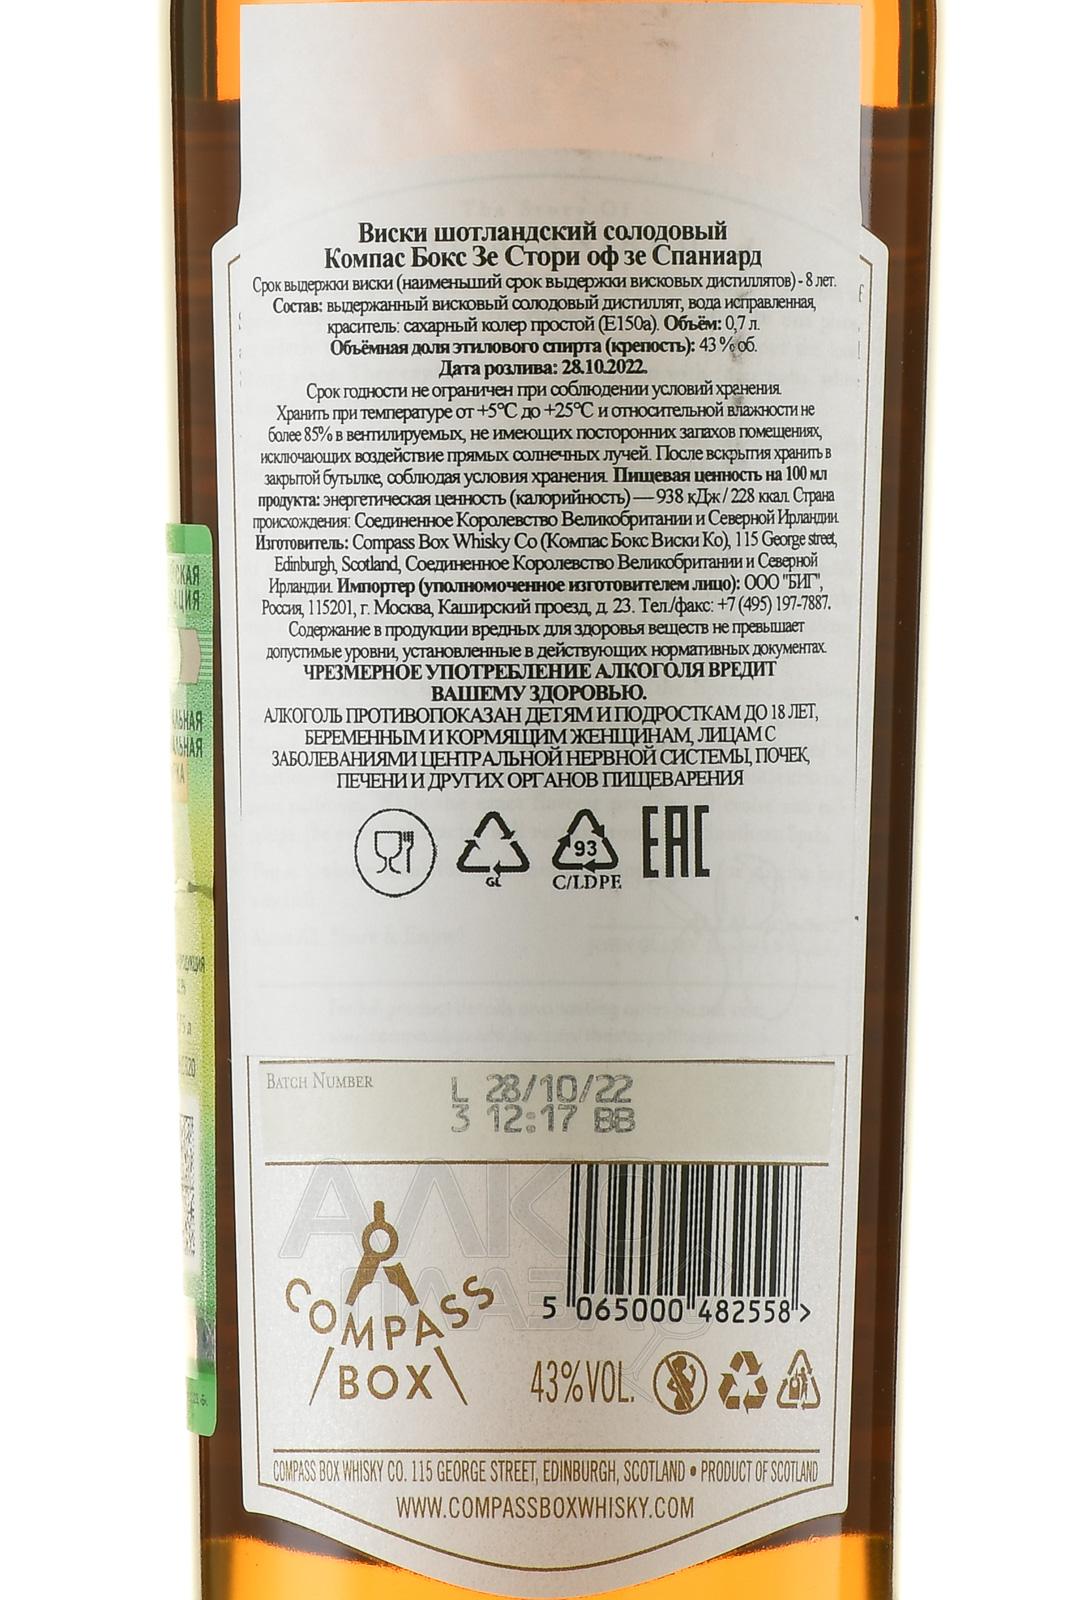 Виски шотландский солодовый
Компас Бокс Зе Стори оф зе Спаниард
Срок выдержки виски (наименьший срок выдержки висковых дистиллятов) - 8 лет.
Состав: выдержанный висковый солодовый дистиллят, вода исправленная,
краситель: сахарный колер простой (Е150а). Объём: 0,7 л.
Объёмная доля этилового спирта (крепость): 43 % об.
Дата розлива: 28.10.2022.
Срок годности не ограничен при соблюдении условий хранения.
Хранить при температуре от +5°С до +25°С и относительной влажности не
более 85% в вентилируемых, не имеющих посторонних запахов помещениях,
исключающих воздействие прямых солнечных лучей. После вскрытия хранить в
закрытой бутылке, соблюдая условия хранения. Пищевая ценность на 100 мл
продукта: энергетическая ценность (калорийность) — 938 кДж / 228 ккал. Страна
происхождения: Соединенное Королевство Великобритании и Северной Ирландии.
Изготовитель: Compass Box Whisky Co (Компас Бокс Виски Ко), 115 George street,
Edinburgh, Scotland, Соединенное Королевство Великобритании и Северной
Ирландии. Импортер (уполномоченное изготовителем лицо): ООО "БИГ",
Россия, 115201, г. Москва, Каширский проезд, д. 23. Тел./факс: +7 (495) 197-7887.
Содержание в продукции вредных для здоровья веществ не превышает
допустимые уровни, установленные в действующих нормативных документах.
ЧРЕЗМЕРНОЕ УПОТРЕБЛЕНИЕ АЛКОГОЛЯ ВРЕДИТ
ВАШЕМУ ЗДОРОВЬЮ.
АЛКОГОЛЬ ПРОТИВОПОКАЗАН ДЕТЯМ И ПОДРОСТКАМ ДО 18 ЛЕТ,
БЕРЕМЕННЫМ И КОРМЯЩИМ ЖЕНЩИНАМ, ЛИЦАМ С
ЗАБОЛЕВАНИЯМИ ЦЕНТРАЛЬНОЙ НЕРВНОЙ СИСТЕМЫ, ПОЧЕК,
ПЕЧЕНИ И ДРУГИХ ОРГАНОВ ПИЩЕВАРЕНИЯ
GL
93
C/LDPE
EAC
BATCH NUMBER
L 28/10/22
3 12:17 BB
АЛКО
ПЛАЗА
COMPASS
BOX
5 065000 482558 >
43%VOL.
COMPASS BOX WHISKY CO. 115 GEORGE STREET, EDINBURGH, SCOTLAND • PRODUCT OF SCOTLAND
WWW.COMPASSBOXWHISKY.COM